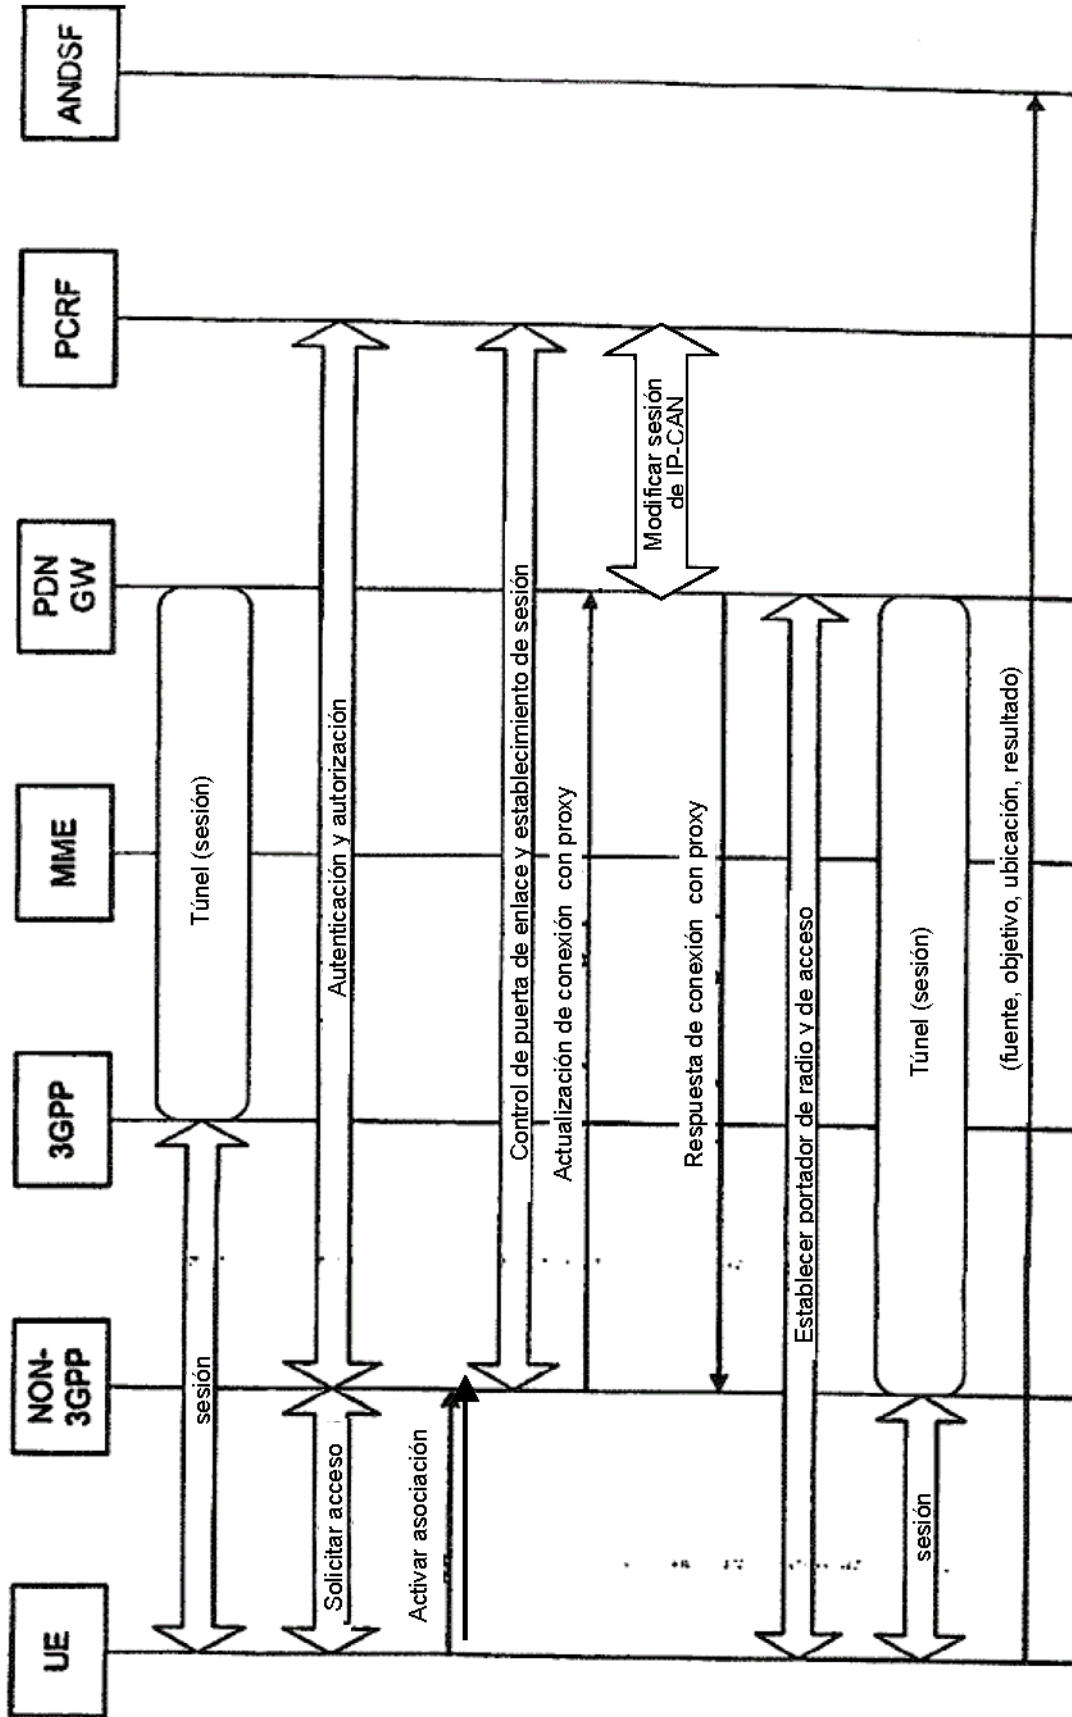 UE
NON-
3GPP
3GPP
MME
PDN
GW
PCRF
ANDSF
sesión
Túnel (sesión)
Solicitar acceso
Autenticación y autorización
Activar asociación
Control de puerta de enlace y establecimiento de sesión
Actualización de conexión con proxy
Modificar sesión
de IP-CAN
Respuesta de conexión con proxy
Establecer portador de radio y de acceso
sesión
Túnel (sesión)
(fuente, objetivo, ubicación, resultado)